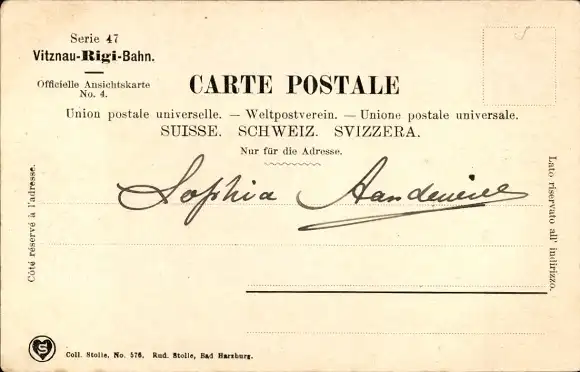 Serie 47
Vitznau-Rigi-Bahn.
Officielle Ansichtskarte
No. 4.
CARTE POSTALE
Union postale universelle. — Weltpostverein. — Unione postale universale.
SUISSE. SCHWEIZ. SVIZZERA.
Nur für die Adresse.
Sophia
Côté réservé à l'adresse.
Lato riservato all' indirizzo.
S
Coll. Stolle, No. 576. Rud. Stolle, Bad Harzburg.